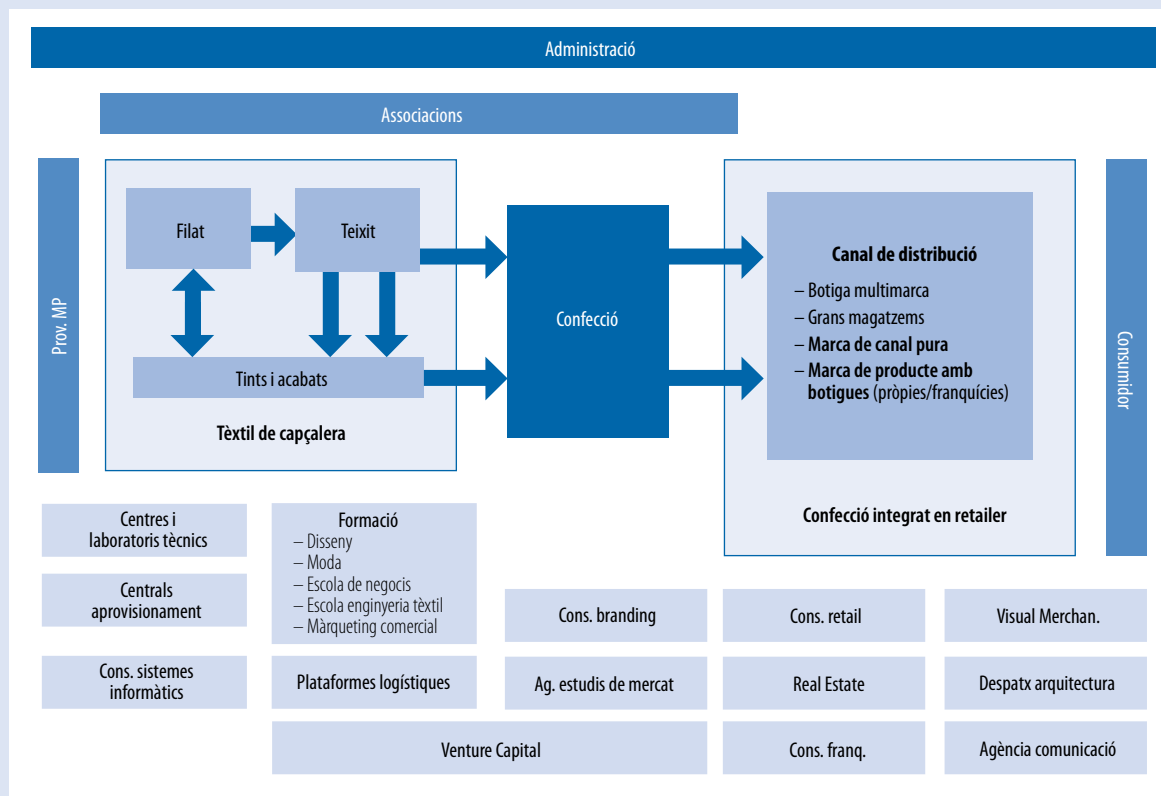 Administració
Associacions
Prov. MP
Filat
Teixit
Tints i acabats
Tèxtil de capçalera
Confecció
Canal de distribució
– Botiga multimarca
– Grans magatzems
– Marca de canal pura
– Marca de producte amb
botigues (pròpies/franquícies)
Confecció integrat en retailer
Consumidor
Centres i
laboratoris tècnics
Centrals
aprovisionament
Cons. sistemes
informàtics
Formació
– Disseny
– Moda
– Escola de negocis
– Escola enginyeria tèxtil
– Màrqueting comercial
Plataformes logístiques
Venture Capital
Cons. branding
Ag. estudis de mercat
Cons. retail
Real Estate
Cons. franq.
Visual Merchan.
Despatx arquitectura
Agència comunicació